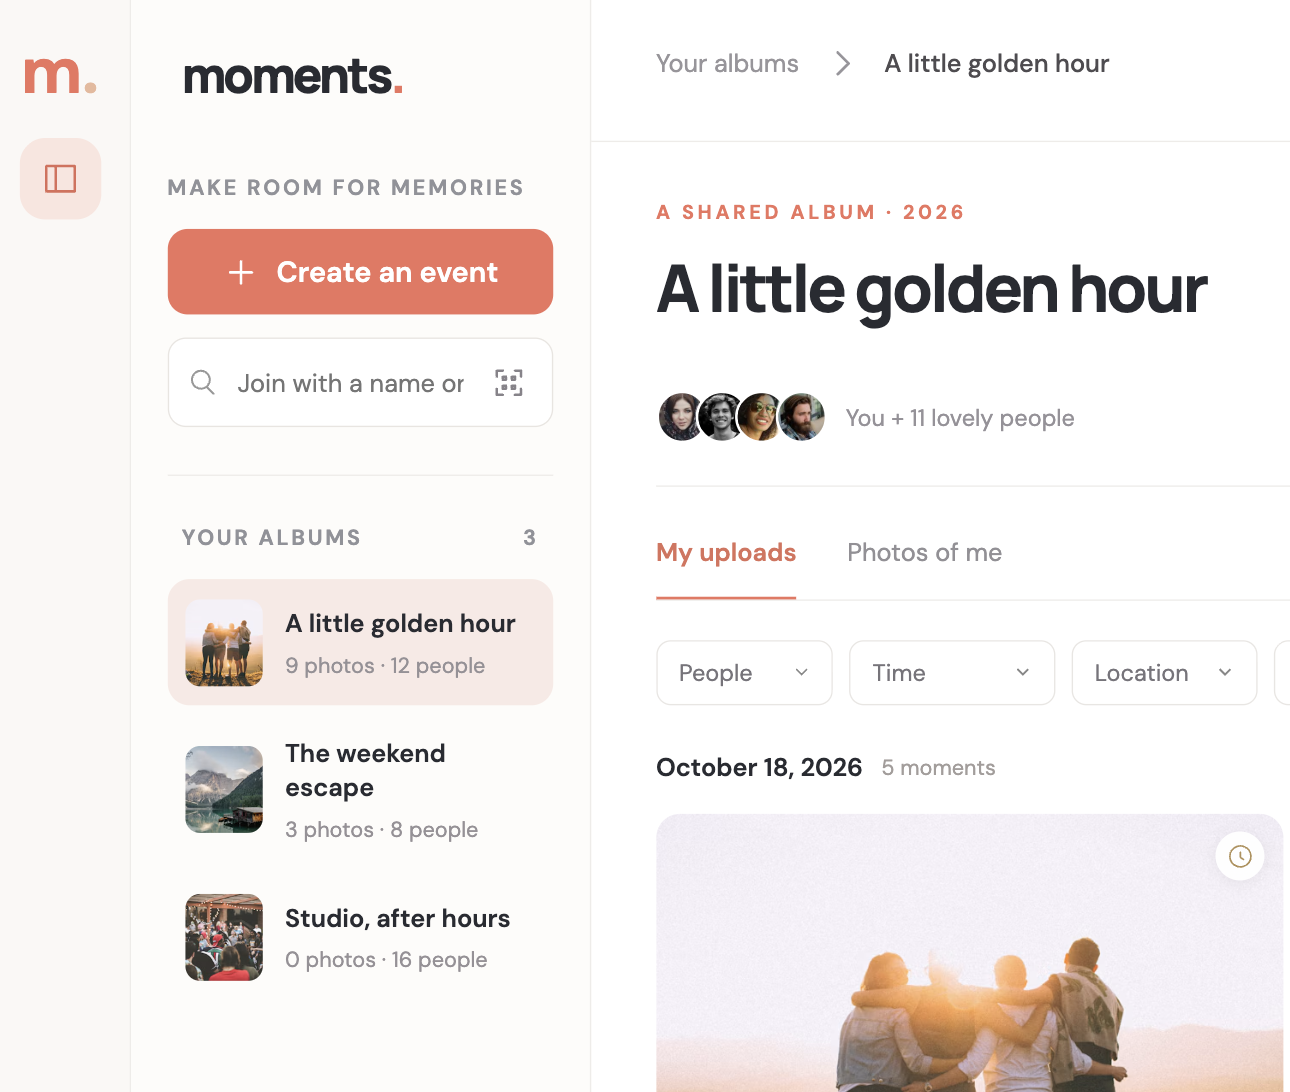 m.
moments.
MAKE ROOM FOR MEMORIES
Create an event
Join with a name or
YOUR ALBUMS 3
A little golden hour
9 photos · 12 people
The weekend
escape
3 photos · 8 people
Studio, after hours
0 photos · 16 people
Your albums > A little golden hour
A SHARED ALBUM · 2026
A little golden hour
You + 11 lovely people
My uploads Photos of me
People Time Location
October 18, 2026 5 moments